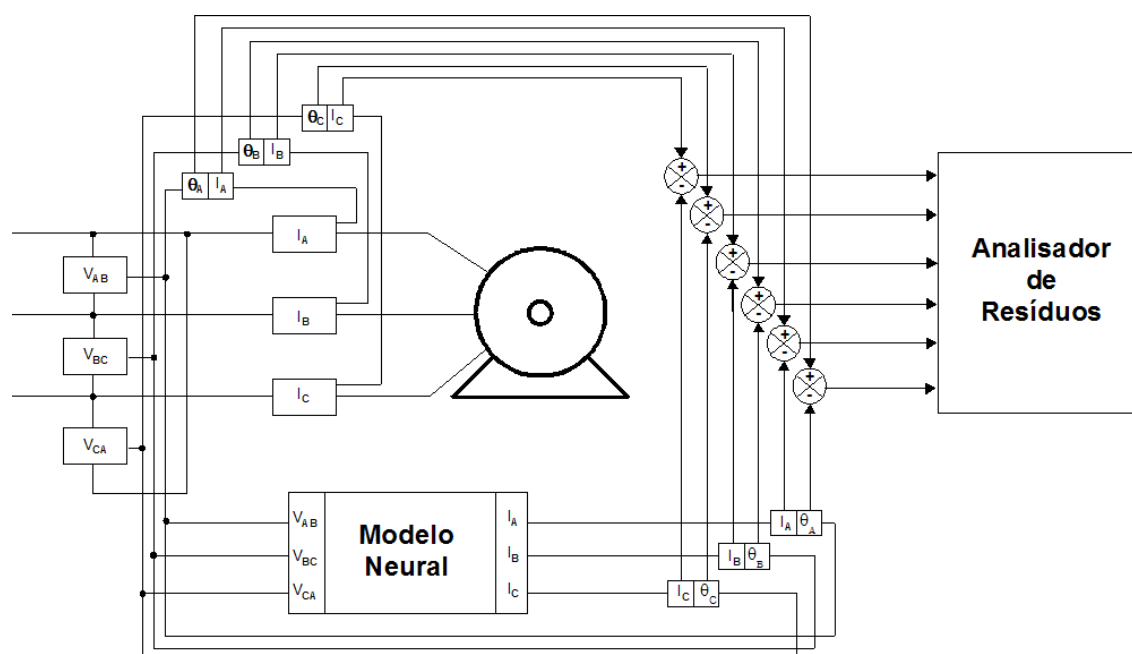 θC IC
θB IB
θA IA
IA
VAB
IB
VBC
IC
VCA
+
-
+
-
+
-
+
-
+
-
+
-
Analisador
de
Resíduos
VAB
VBC
VCA
Modelo
Neural
IA
IB
IC
IA θA
IB θB
IC θC